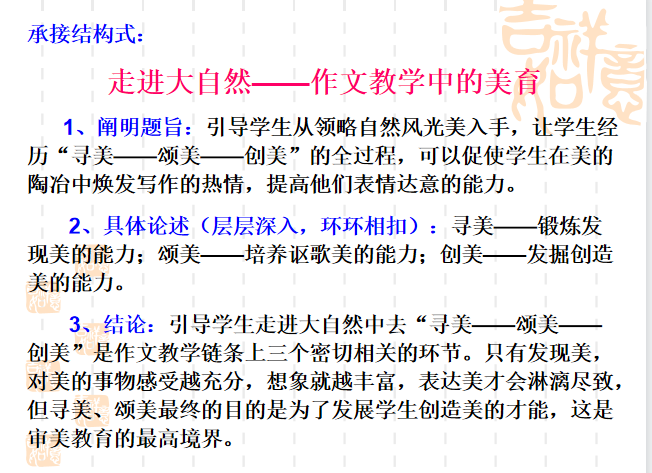 承接结构式：
走进大自然——作文教学中的美育
1、阐明题旨：引导学生从领略自然风光美入手，让学生经
历“寻美——颂美——创美”的全过程，可以促使学生在美的
陶冶中焕发写作的热情，提高他们表情达意的能力。
2、具体论述（层层深入，环环相扣）：寻美——锻炼发
现美的能力；颂美——培养讴歌美的能力；创美——发掘创造
美的能力。
3、结论：引导学生走进大自然中去“寻美——颂美——
创美”是作文教学链条上三个密切相关的环节。只有发现美，
对美的事物感受越充分，想象就越丰富，表达美才会淋漓尽致，
但寻美、颂美最终的目的是为了发展学生创造美的才能，这是
审美教育的最高境界。
吉祥如意